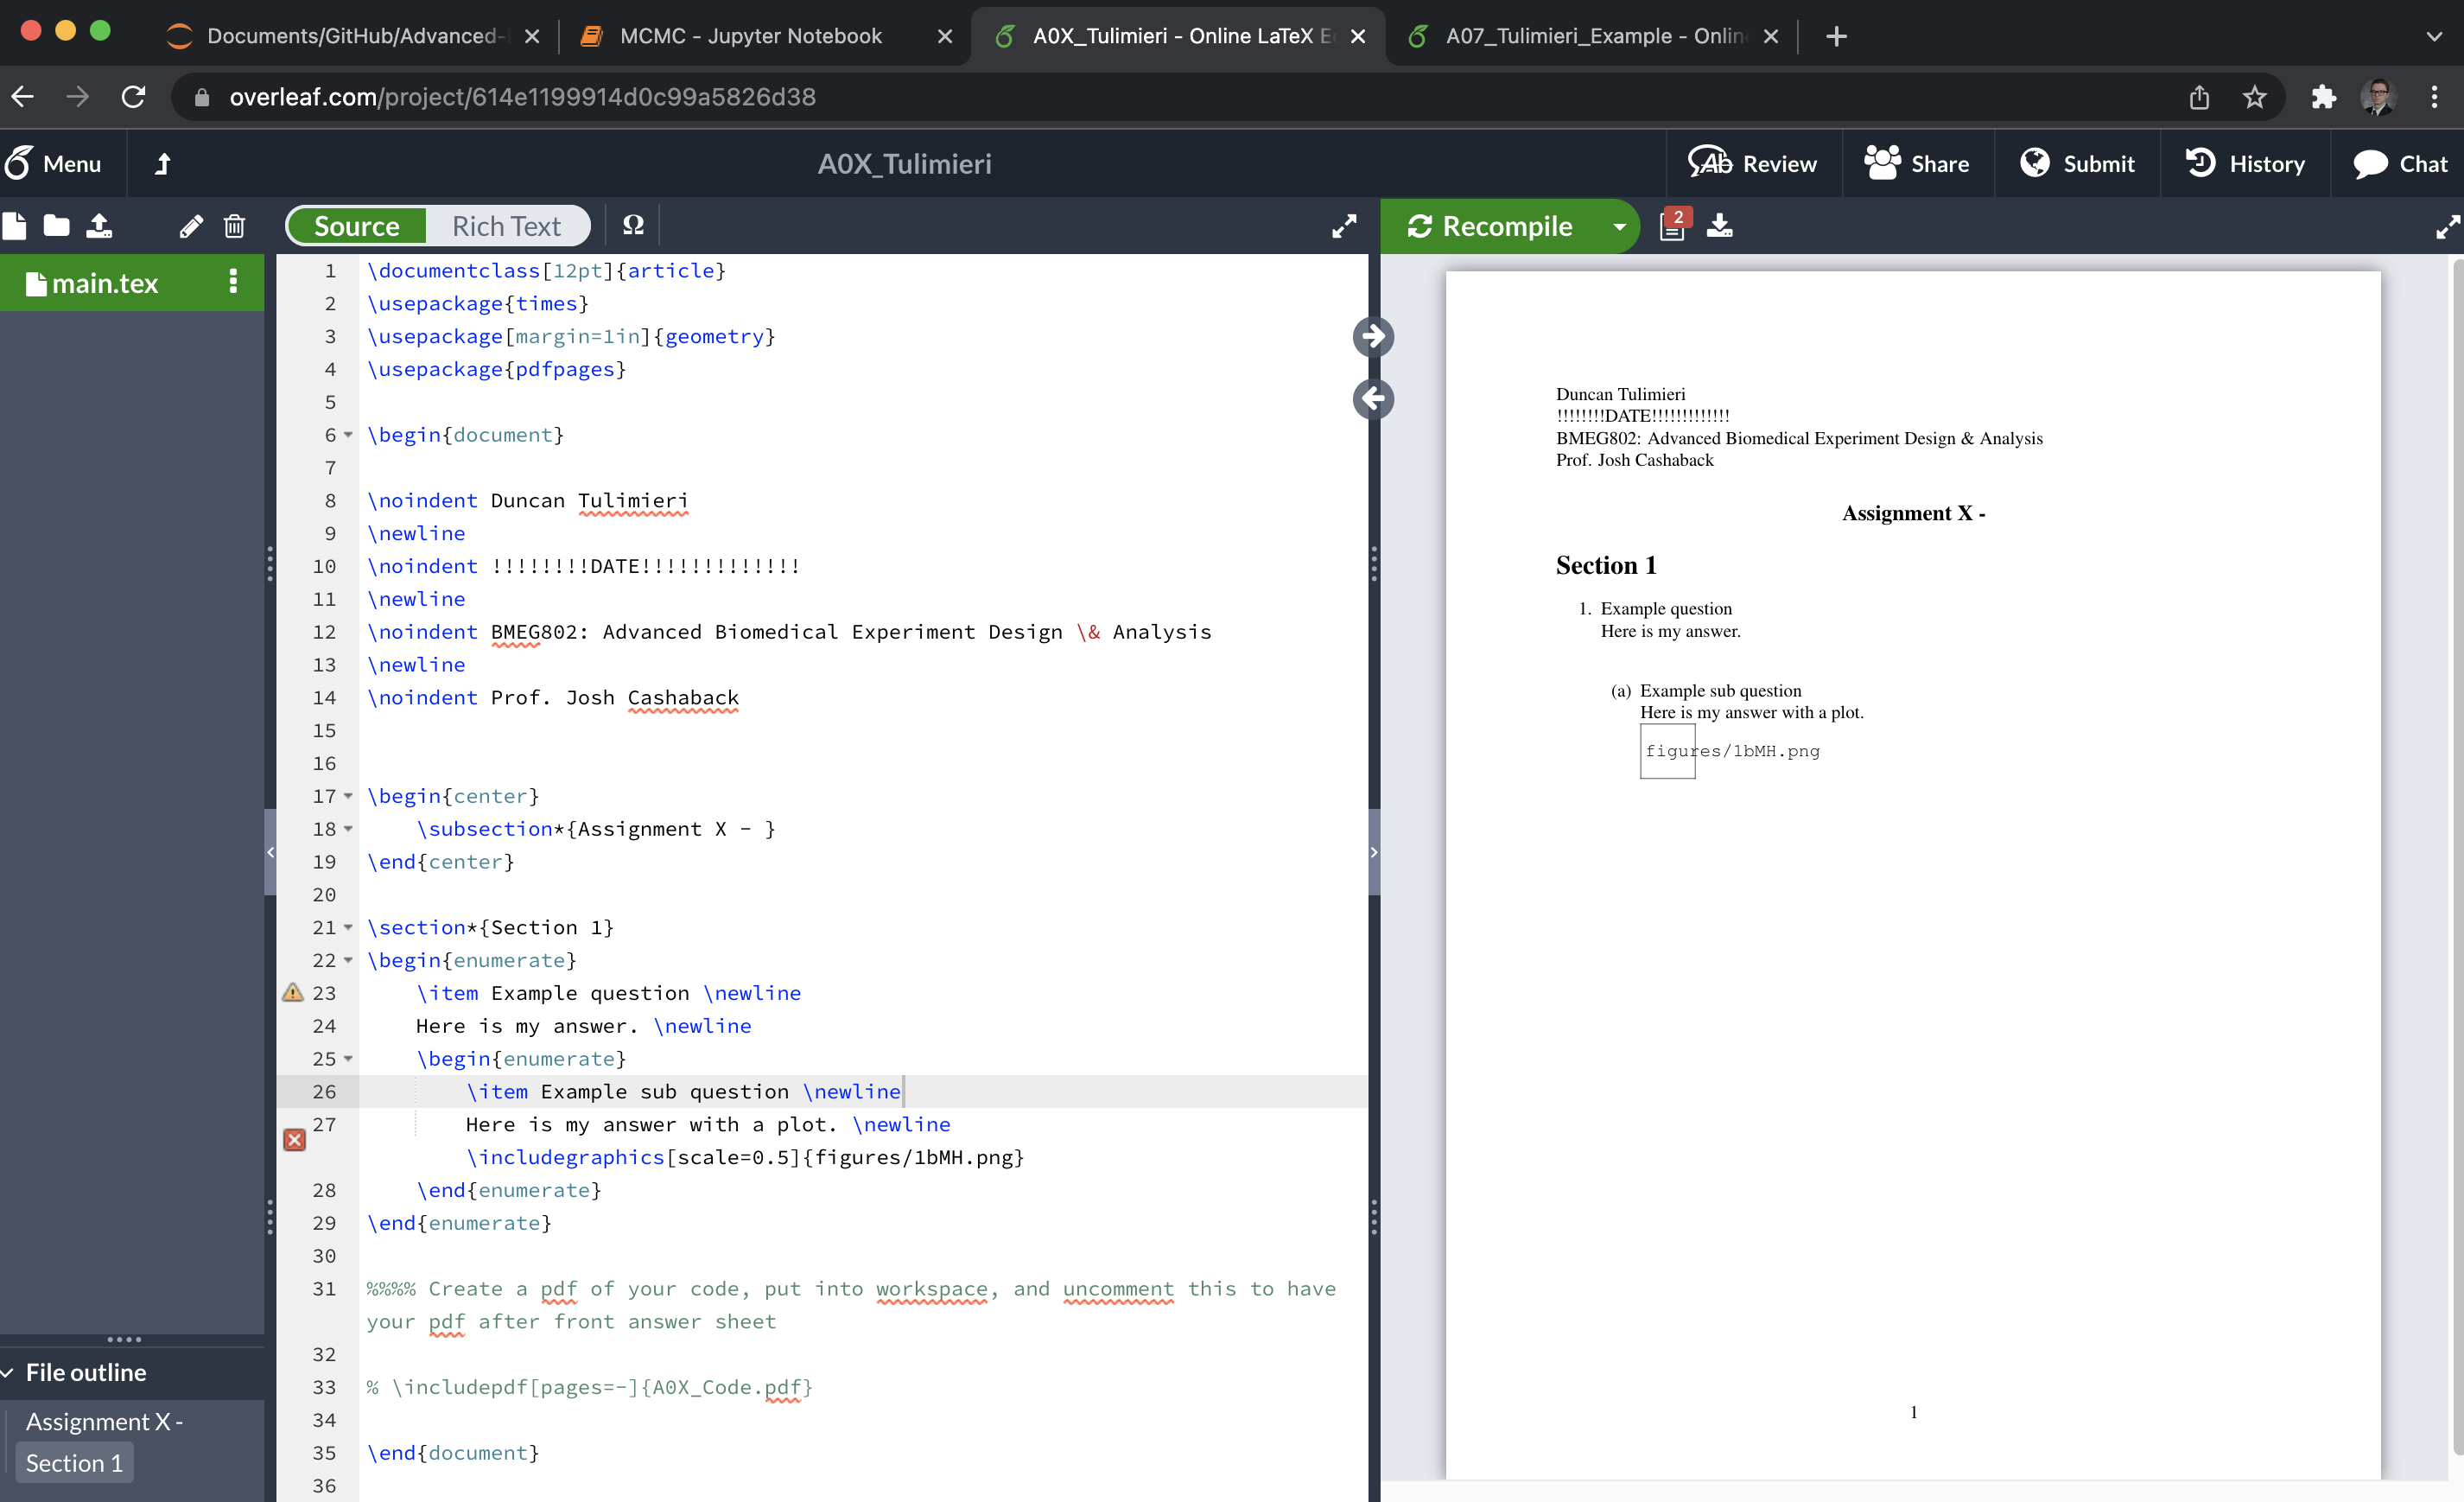 Documents/GitHub/Advanced-
MCMC - Jupyter Notebook
A0X_Tulimieri - Online LaTeX E
A07_Tulimieri_Example - Onlin
overleaf.com/project/614e1199914d0c99a5826d38
Menu
A0X_Tulimieri
Review
Share
Submit
History
Chat
Source
Rich Text
Ω
Recompile
2
main.tex
1 \documentclass[12pt]{article}
2 \usepackage{times}
3 \usepackage[margin=1in]{geometry}
4 \usepackage{pdfpages}
5
6 \begin{document}
7
8 \noindent Duncan Tulimieri
9 \newline
10 \noindent !!!!!!!!DATE!!!!!!!!!!!!!
11 \newline
12 \noindent BMEG802: Advanced Biomedical Experiment Design \& Analysis
13 \newline
14 \noindent Prof. Josh Cashaback
15
16
17 \begin{center}
18 \subsection*{Assignment X - }
19 \end{center}
20
21 \section*{Section 1}
22 \begin{enumerate}
23 \item Example question \newline
24 Here is my answer. \newline
25 \begin{enumerate}
26 \item Example sub question \newline
27 Here is my answer with a plot. \newline
\includegraphics[scale=0.5]{figures/1bMH.png}
28 \end{enumerate}
29 \end{enumerate}
30
31 %%%% Create a pdf of your code, put into workspace, and uncomment this to have
your pdf after front answer sheet
32
33 % \includepdf[pages=-]{A0X_Code.pdf}
34
35 \end{document}
36
File outline
Assignment X -
Section 1
Duncan Tulimieri
!!!!!!!!DATE!!!!!!!!!!!!!
BMEG802: Advanced Biomedical Experiment Design & Analysis
Prof. Josh Cashaback
Assignment X -
Section 1
1. Example question
Here is my answer.
(a) Example sub question
Here is my answer with a plot.
figures/1bMH.png
1